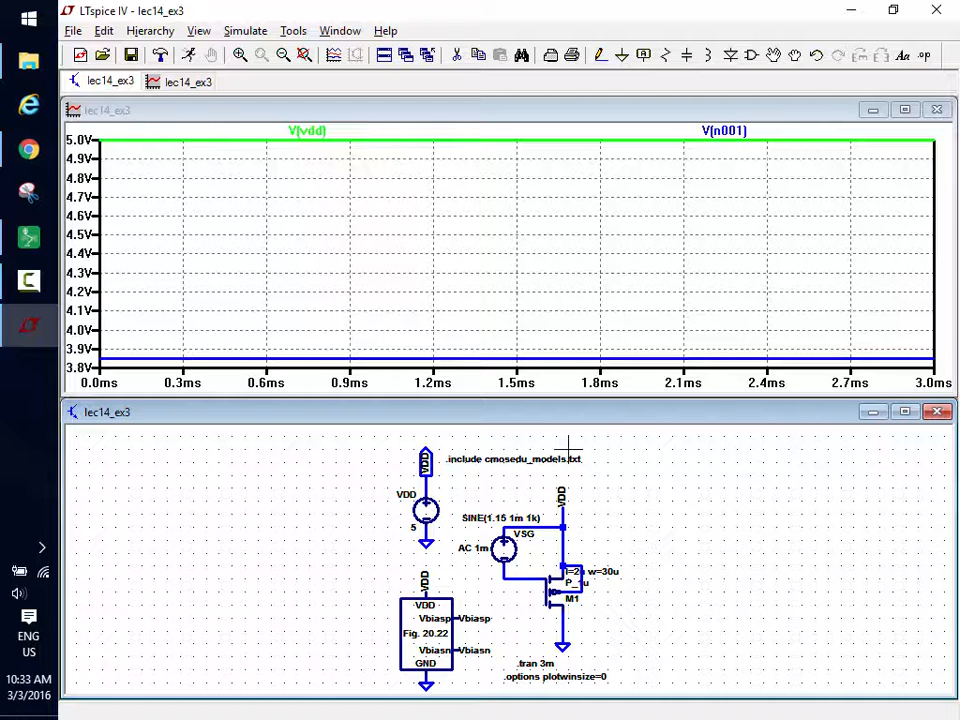 LTspice IV - lec14_ex3
File Edit Hierarchy View Simulate Tools Window Help
lec14_ex3 lec14_ex3
lec14_ex3
V(vdd) V(n001)
5.0V
4.9V
4.8V
4.7V
4.6V
4.5V
4.4V
4.3V
4.2V
4.1V
4.0V
3.9V
3.8V
0.0ms 0.3ms 0.6ms 0.9ms 1.2ms 1.5ms 1.8ms 2.1ms 2.4ms 2.7ms 3.0ms
lec14_ex3
VDD
.include cmosedu_models.txt
VDD
5
VDD
SINE(1.15 1m 1k)
VSG
AC 1m
l=2u w=30u
P_1u
M1
VDD
VDD
Vbiasp Vbiasp
Fig. 20.22
Vbiasn Vbiasn
GND
.tran 3m
.options plotwinsize=0
ENG
US
10:33 AM
3/3/2016